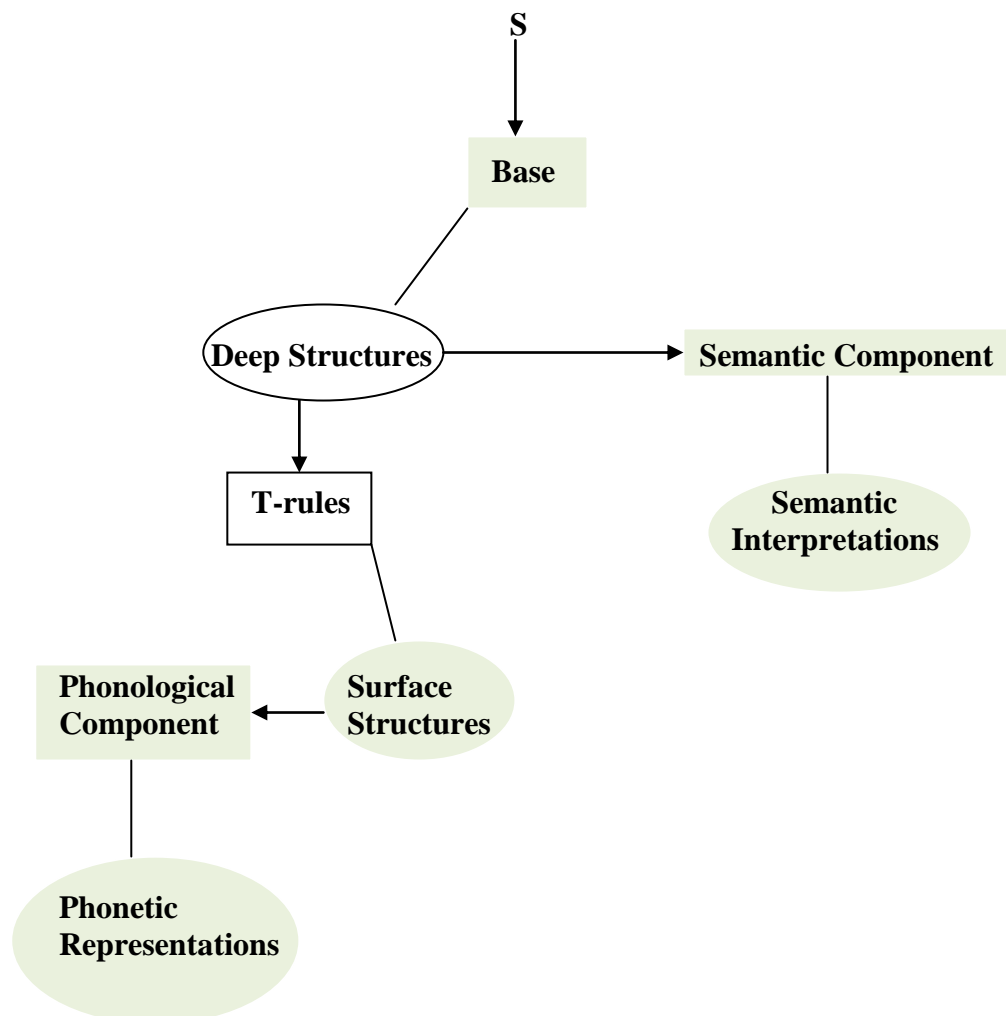 S
Base
Deep Structures
Semantic Component
T-rules
Semantic
Interpretations
Phonological
Component
Surface
Structures
Phonetic
Representations